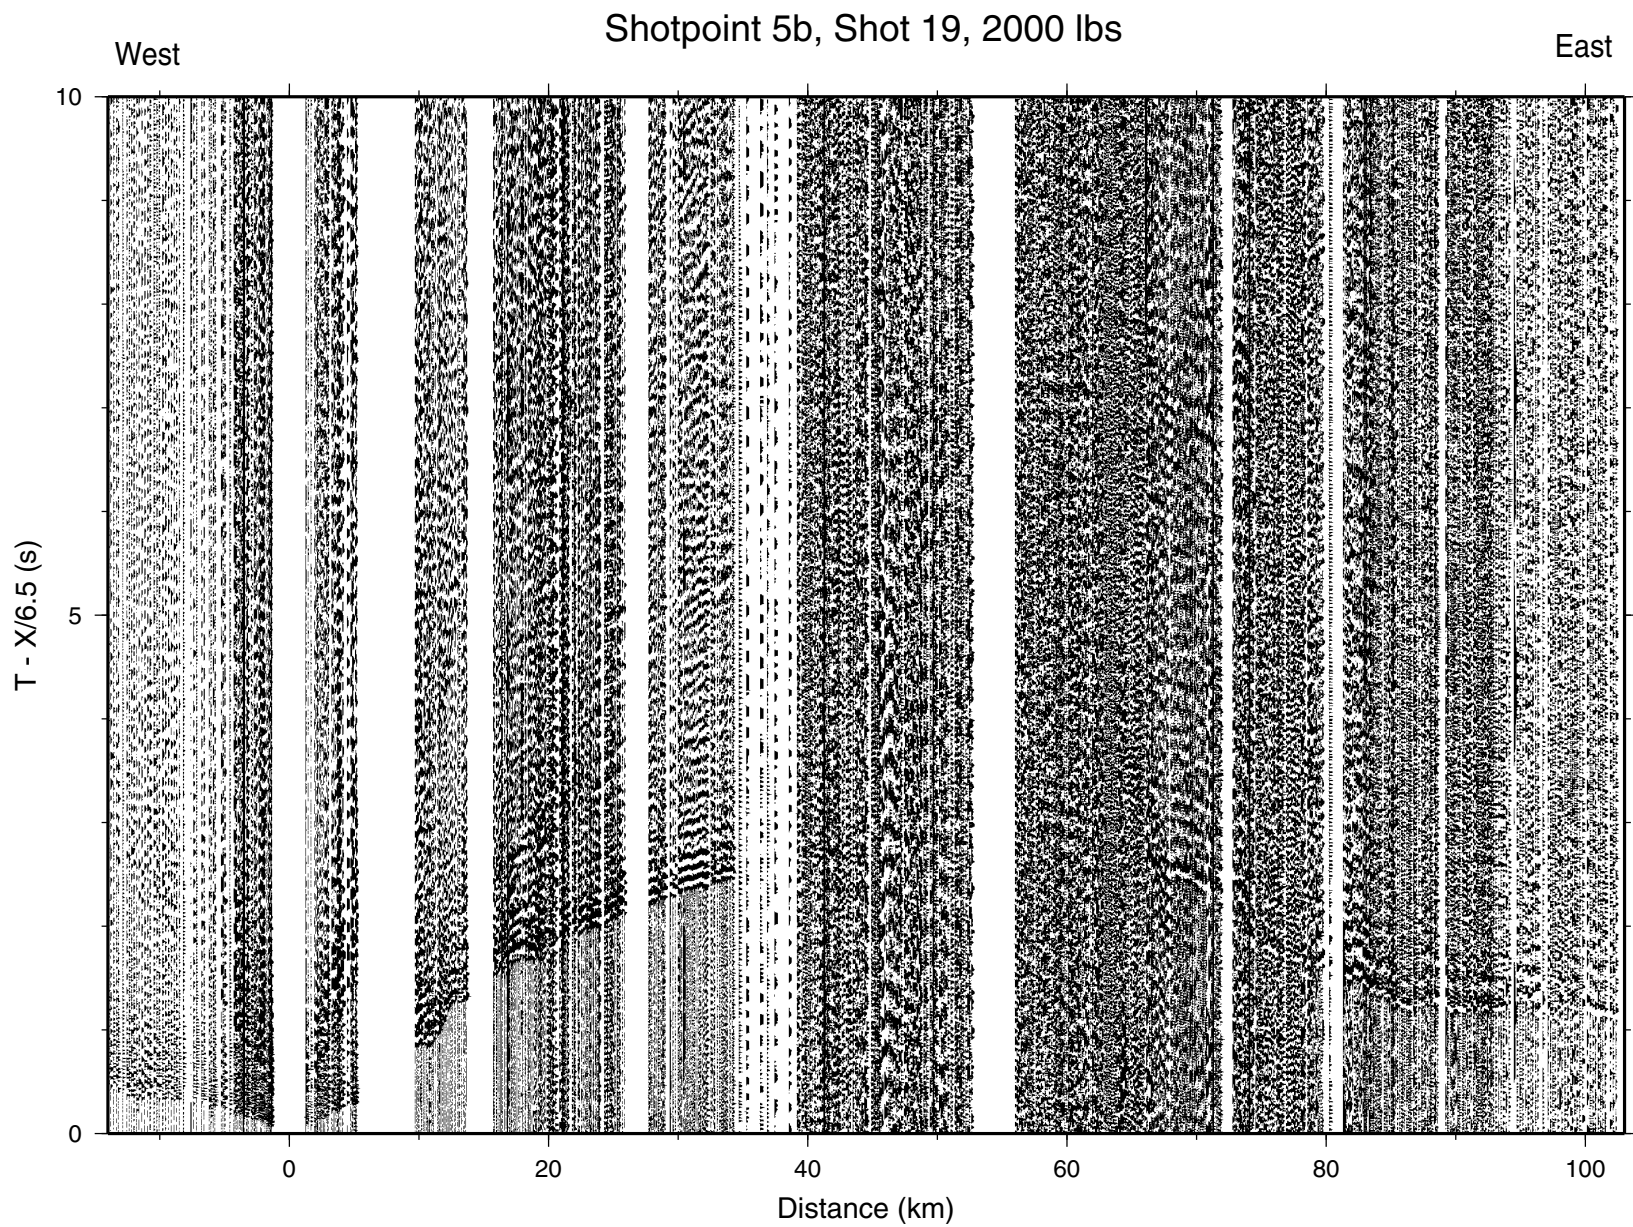 Shotpoint 5b, Shot 19, 2000 lbs
West
East
10
5
0
T - X/6.5 (s)
0 20 40 60 80 100
Distance (km)